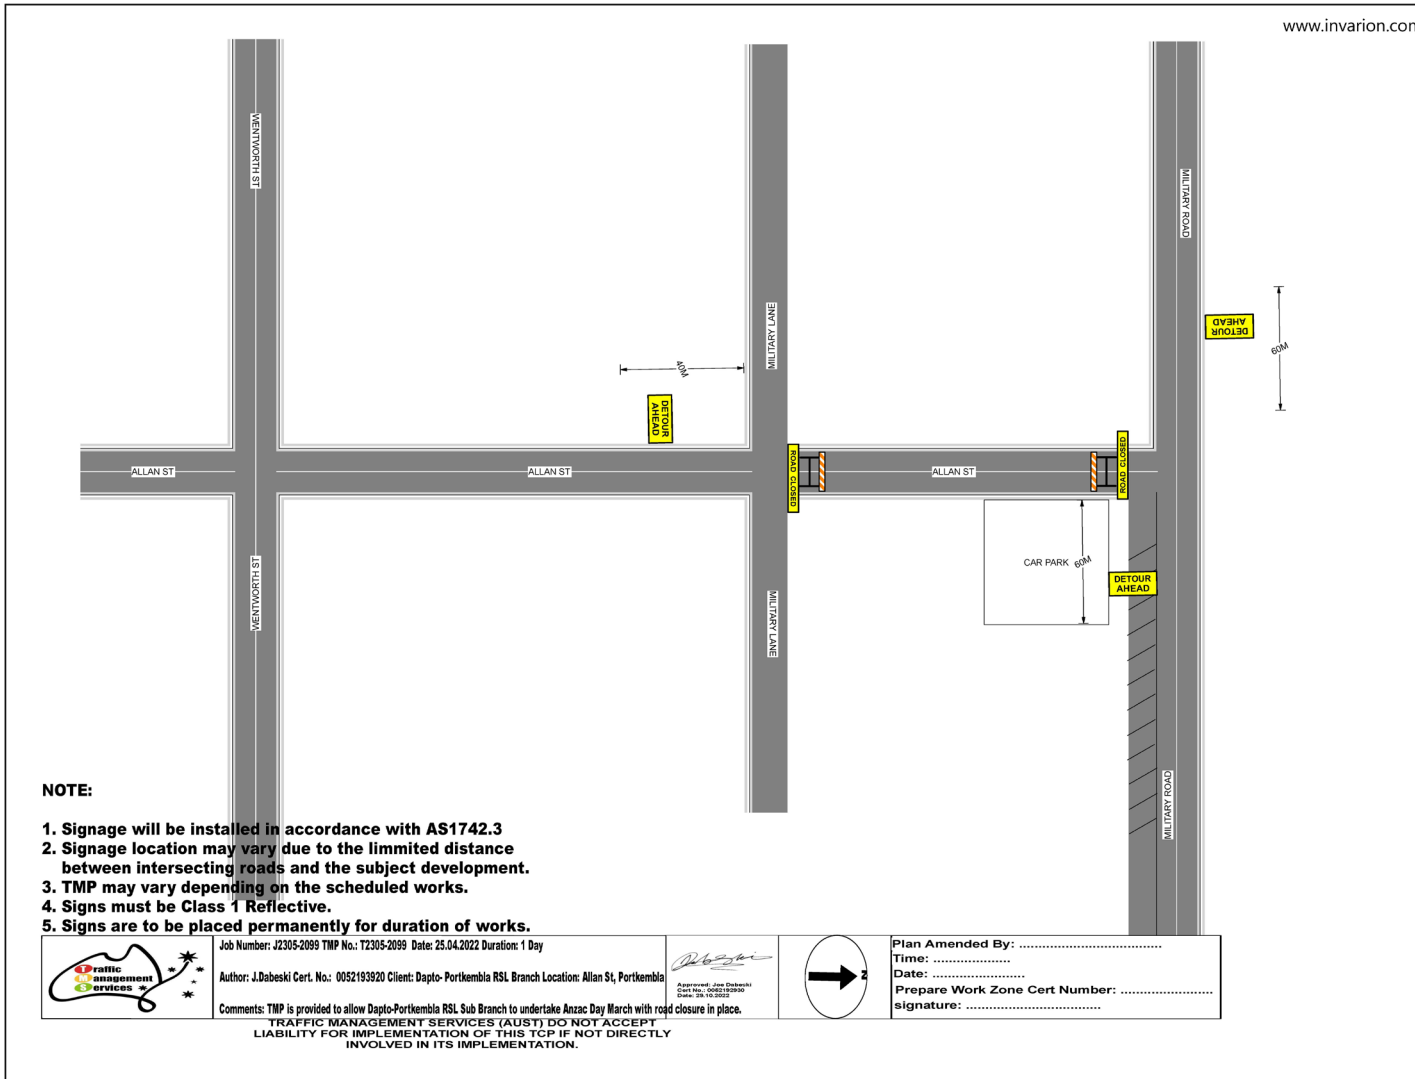 www.invarion.com
WENTWORTH ST
MILITARY ROAD
MILITARY LANE
DETOUR
AHEAD
60M
40M
DETOUR
AHEAD
ALLAN ST
ALLAN ST
ROAD CLOSED
ALLAN ST
ROAD CLOSED
CAR PARK
60M
DETOUR
AHEAD
WENTWORTH ST
MILITARY LANE
MILITARY ROAD
NOTE:
1. Signage will be installed in accordance with AS1742.3
2. Signage location may vary due to the limmited distance
between intersecting roads and the subject development.
3. TMP may vary depending on the scheduled works.
4. Signs must be Class 1 Reflective.
5. Signs are to be placed permanently for duration of works.
Traffic
Management
Services
Job Number: J2305-2099 TMP No.: T2305-2099 Date: 25.04.2022 Duration: 1 Day
Author: J.Dabeski Cert. No.: 0052193920 Client: Dapto- Portkembla RSL Branch Location: Allan St, Portkembla
Comments: TMP is provided to allow Dapto-Portkembla RSL Sub Branch to undertake Anzac Day March with road closure in place.
Approved: Joe Dabeski
Cert No.: 0052192930
Date: 29.10.2022
Z
Plan Amended By: ....................................
Time: ....................
Date: ........................
Prepare Work Zone Cert Number: ........................
signature: ...................................
TRAFFIC MANAGEMENT SERVICES (AUST) DO NOT ACCEPT
LIABILITY FOR IMPLEMENTATION OF THIS TCP IF NOT DIRECTLY
INVOLVED IN ITS IMPLEMENTATION.